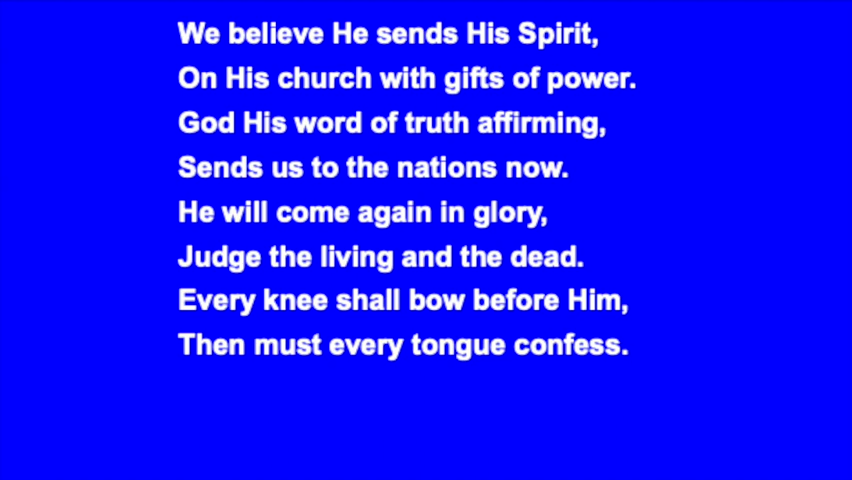 We believe He sends His Spirit,
On His church with gifts of power.
God His word of truth affirming,
Sends us to the nations now.
He will come again in glory,
Judge the living and the dead.
Every knee shall bow before Him,
Then must every tongue confess.